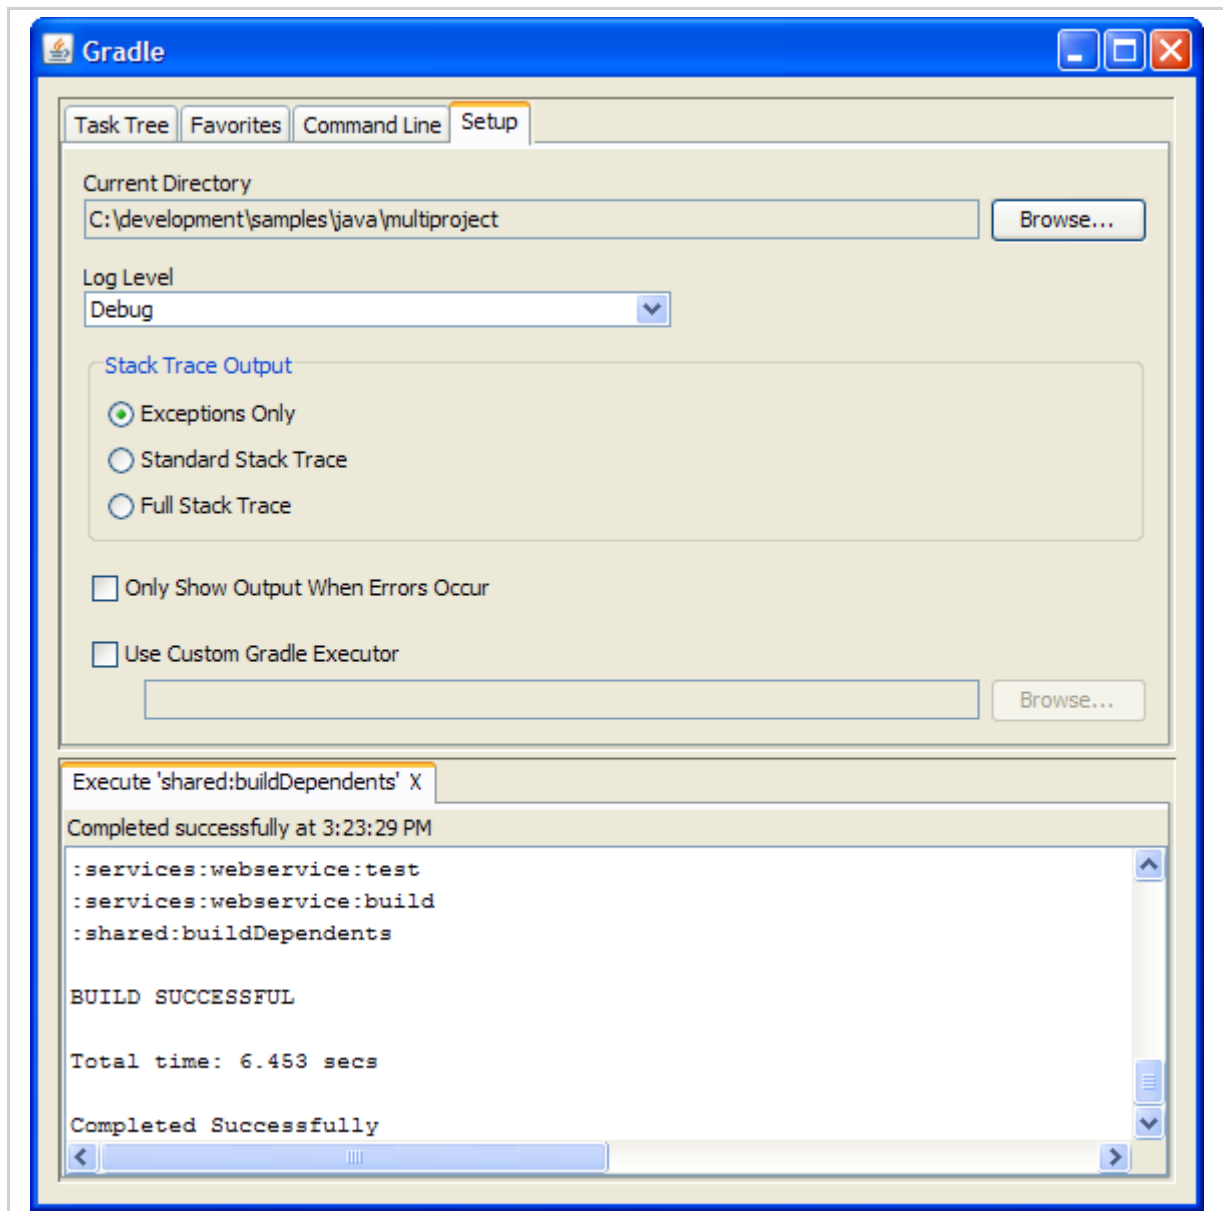 Gradle
Task Tree Favorites Command Line Setup
Current Directory
C:\development\samples\java\multiproject Browse...
Log Level
Debug
Stack Trace Output
Exceptions Only
Standard Stack Trace
Full Stack Trace
Only Show Output When Errors Occur
Use Custom Gradle Executor
Browse...
Execute 'shared:buildDependents' X
Completed successfully at 3:23:29 PM
:services:webservice:test
:services:webservice:build
:shared:buildDependents
BUILD SUCCESSFUL
Total time: 6.453 secs
Completed Successfully